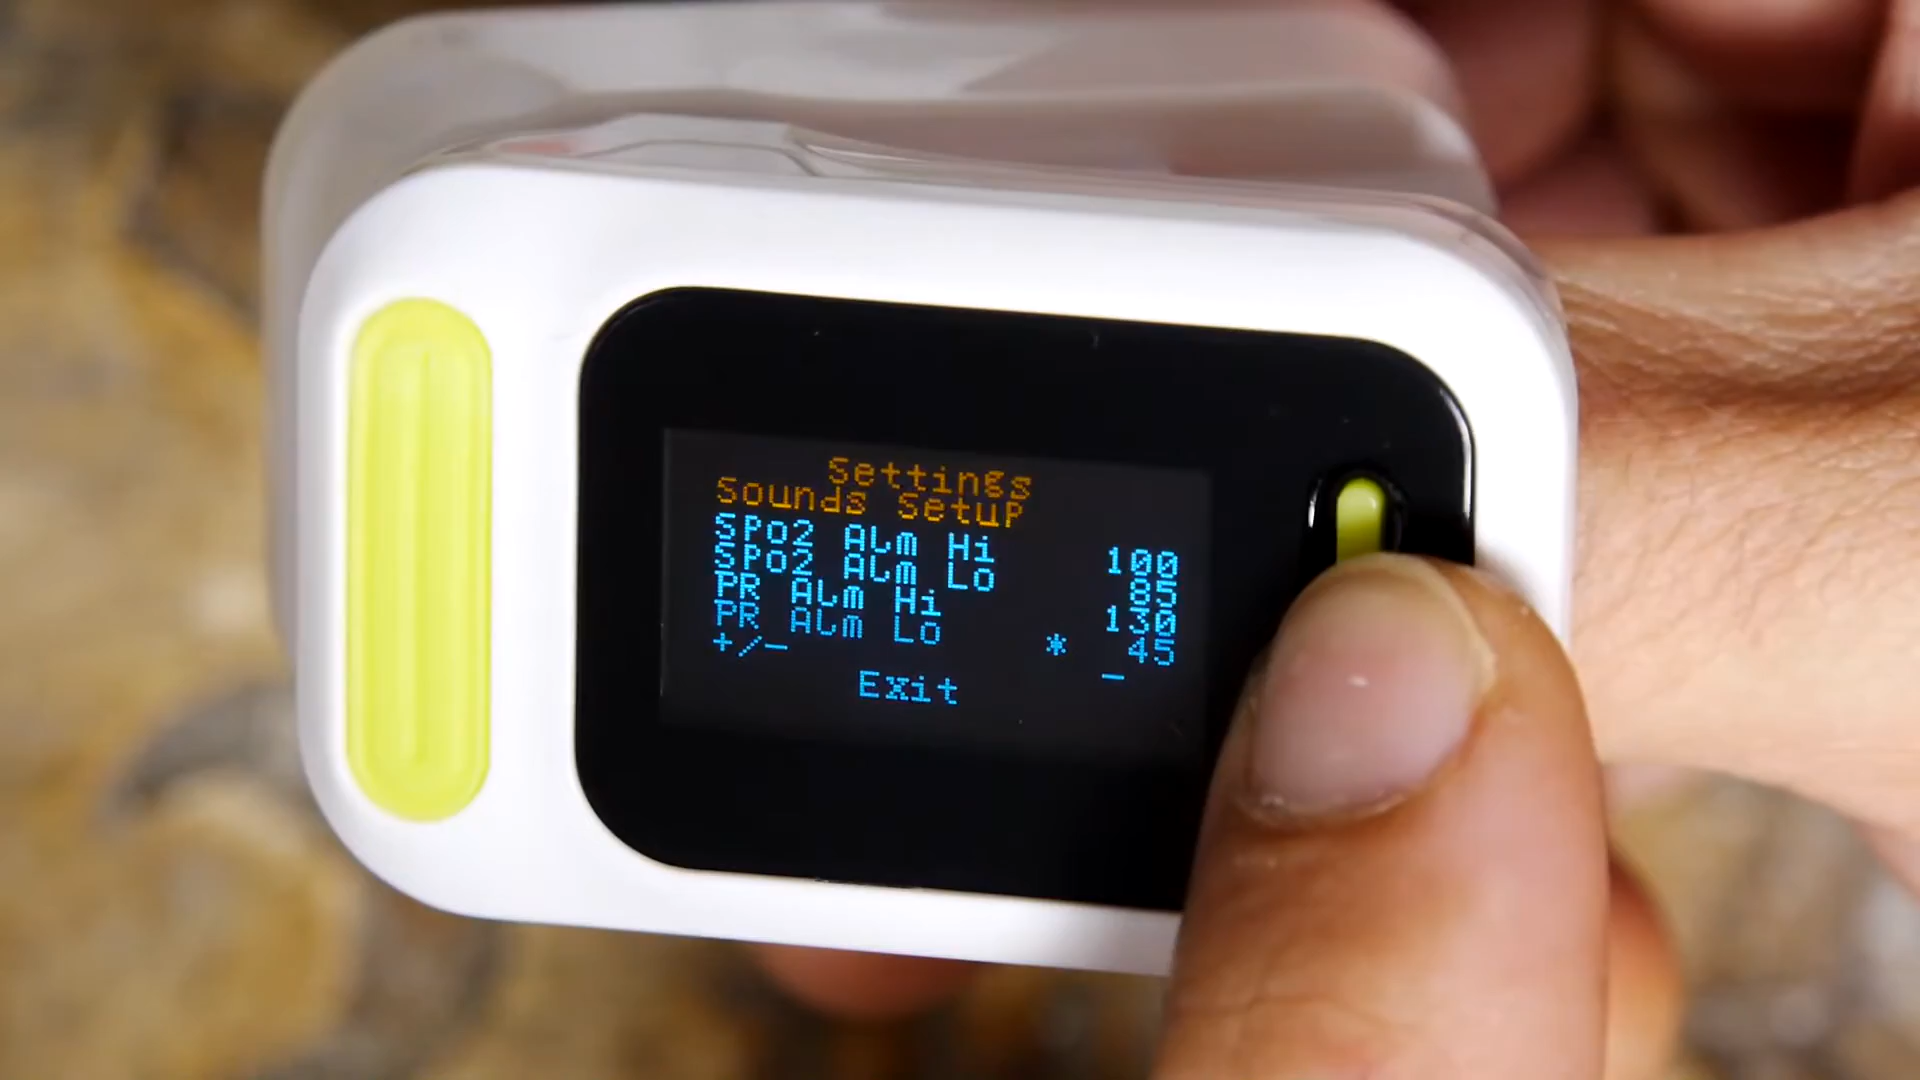 Settings
Sounds Setup
SPo2 Alm Hi 100
SPo2 Alm Lo 85
PR Alm Hi 130
PR Alm Lo * 45
+/- -
Exit